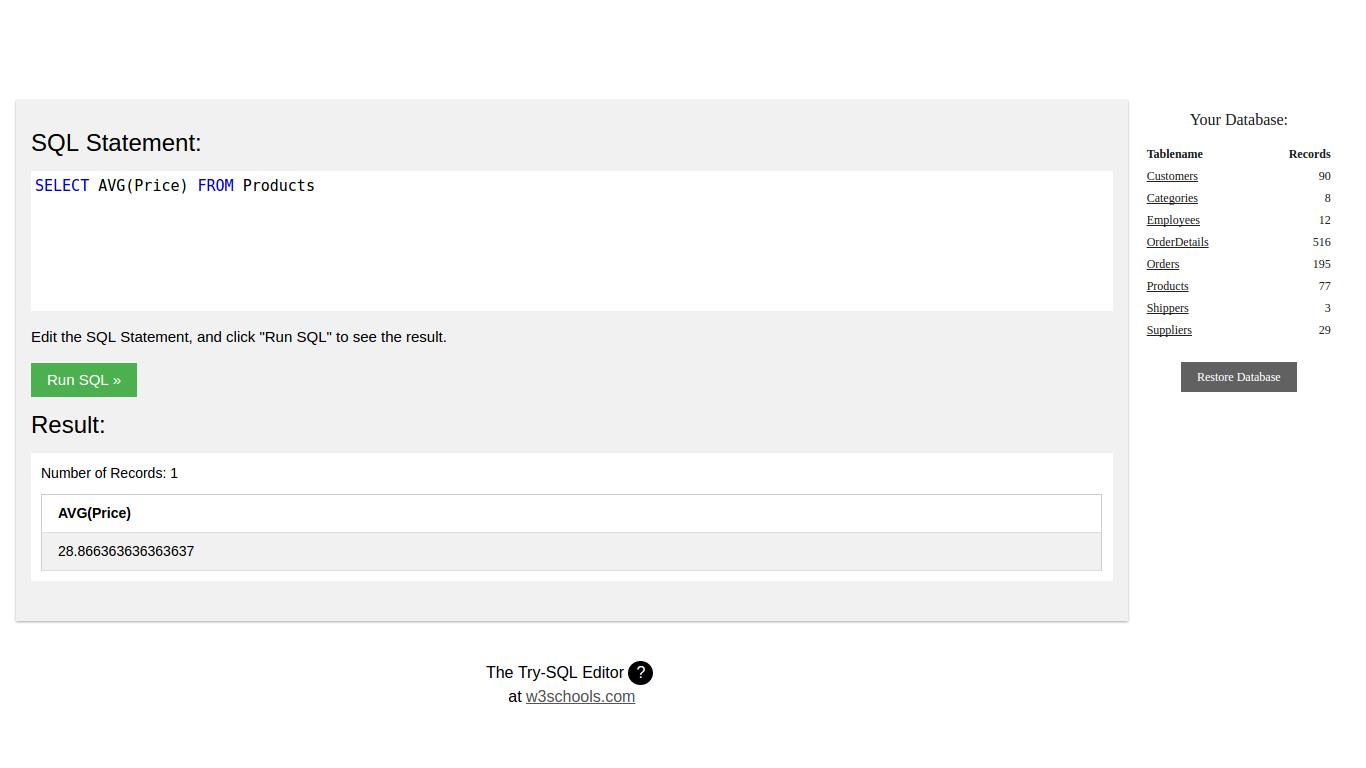 SQL Statement:
SELECT AVG(Price) FROM Products
Edit the SQL Statement, and click "Run SQL" to see the result.
Run SQL »
Result:
Number of Records: 1
AVG(Price)
28.866363636363637
The Try-SQL Editor ?
at w3schools.com
Your Database:
Tablename Records
Customers 90
Categories 8
Employees 12
OrderDetails 516
Orders 195
Products 77
Shippers 3
Suppliers 29
Restore Database